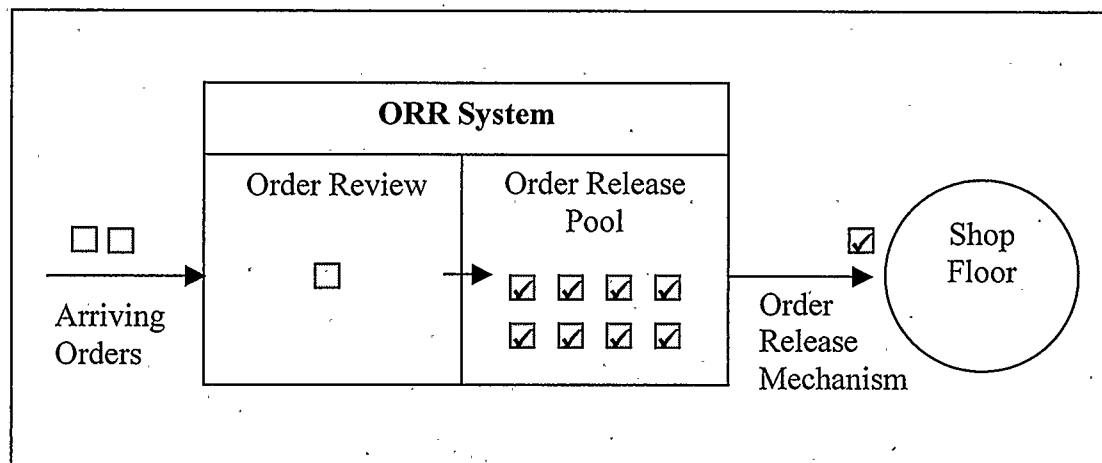 ORR System
Order Review
Order Release
Pool
Arriving
Orders
Order
Release
Mechanism
Shop
Floor